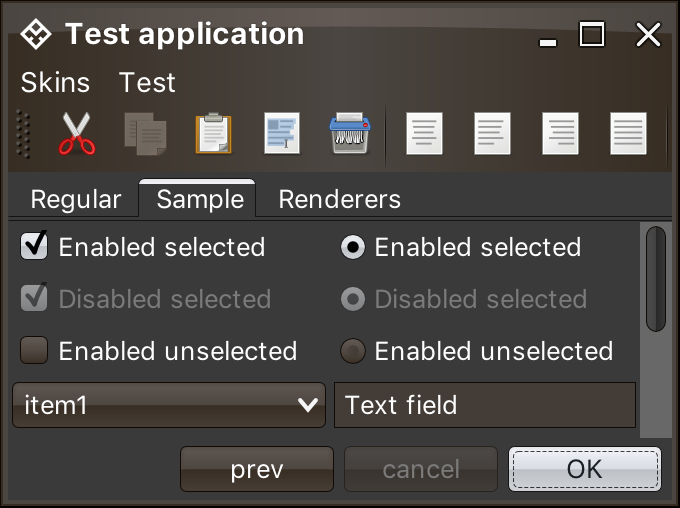 Test application
Skins Test
Regular Sample Renderers
Enabled selected Enabled selected
Disabled selected Disabled selected
Enabled unselected Enabled unselected
item1 Text field
prev cancel OK